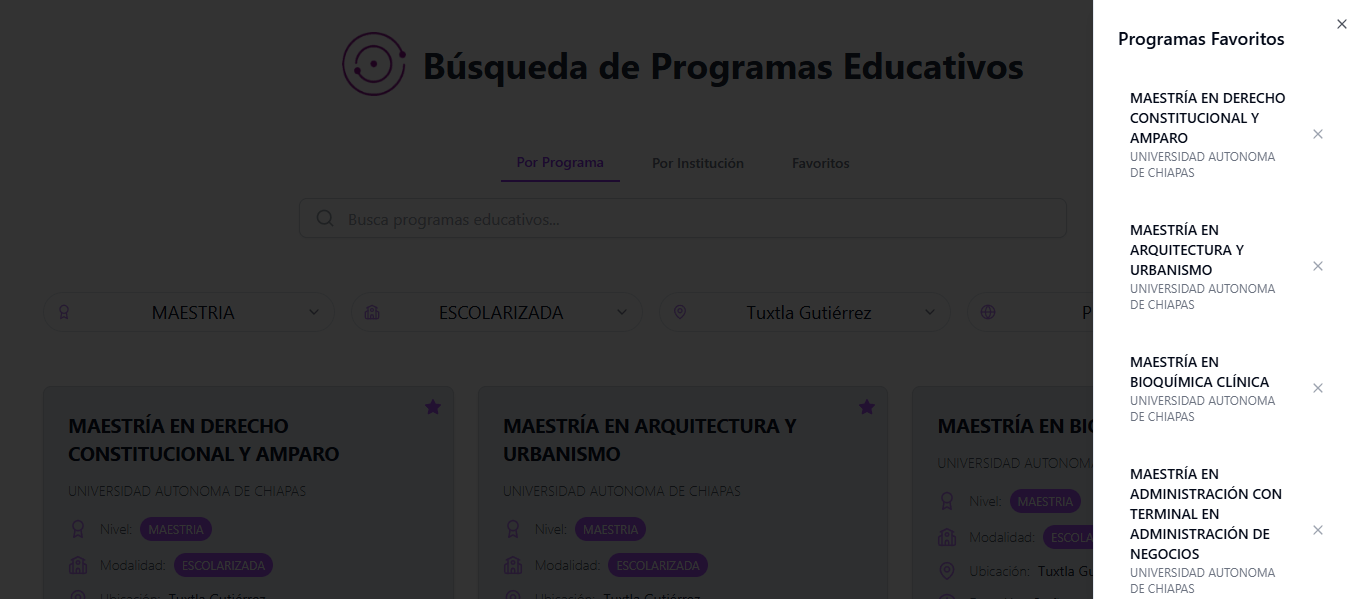 Búsqueda de Programas Educativos
Por Programa
Por Institución
Favoritos
Busca programas educativos...
MAESTRIA
ESCOLARIZADA
Tuxtla Gutiérrez
P
MAESTRÍA EN DERECHO
CONSTITUCIONAL Y AMPARO
UNIVERSIDAD AUTONOMA DE CHIAPAS
Nivel: MAESTRIA
Modalidad: ESCOLARIZADA
Ubicación: Tuxtla Gutiérrez
MAESTRÍA EN ARQUITECTURA Y
URBANISMO
UNIVERSIDAD AUTONOMA DE CHIAPAS
Nivel: MAESTRIA
Modalidad: ESCOLARIZADA
Ubicación: Tuxtla Gutiérrez
MAESTRÍA EN BIO
UNIVERSIDAD AUTONOMA
Nivel: MAESTRIA
Modalidad: ESCOLA
Ubicación: Tuxtla Gu
Programas Favoritos
MAESTRÍA EN DERECHO
CONSTITUCIONAL Y
AMPARO
UNIVERSIDAD AUTONOMA
DE CHIAPAS
MAESTRÍA EN
ARQUITECTURA Y
URBANISMO
UNIVERSIDAD AUTONOMA
DE CHIAPAS
MAESTRÍA EN
BIOQUÍMICA CLÍNICA
UNIVERSIDAD AUTONOMA
DE CHIAPAS
MAESTRÍA EN
ADMINISTRACIÓN CON
TERMINAL EN
ADMINISTRACIÓN DE
NEGOCIOS
UNIVERSIDAD AUTONOMA
DE CHIAPAS